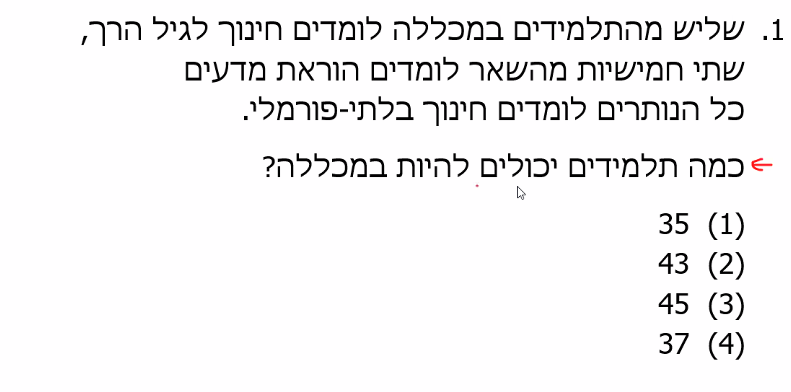 1. שליש מהתלמידים במכללה לומדים חינוך לגיל הרך,
שתי חמישיות מהשאר לומדים הוראת מדעים
כל הנותרים לומדים חינוך בלתי-פורמלי.
כמה תלמידים יכולים להיות במכללה?
(1) 35
(2) 43
(3) 45
(4) 37